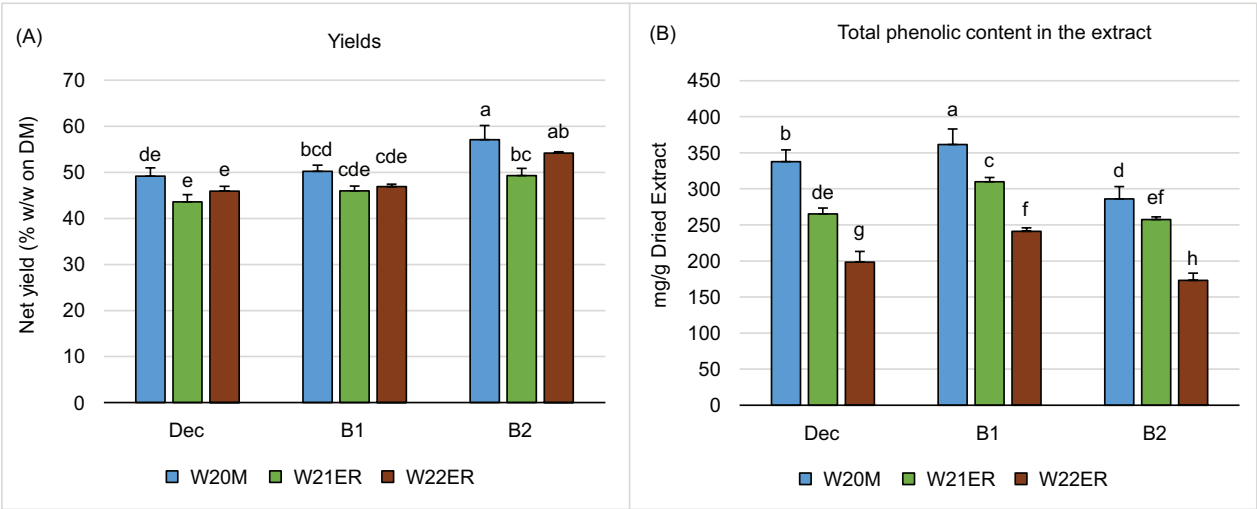 (A)
Yields
Net yield (% w/w on DM)
70
60
50
40
30
20
10
0
de
e
e
bcd
cde
cde
a
bc
ab
Dec
B1
B2
W20M
W21ER
W22ER
(B)
Total phenolic content in the extract
mg/g Dried Extract
450
400
350
300
250
200
150
100
50
0
b
de
g
a
c
f
d
ef
h
Dec
B1
B2
W20M
W21ER
W22ER